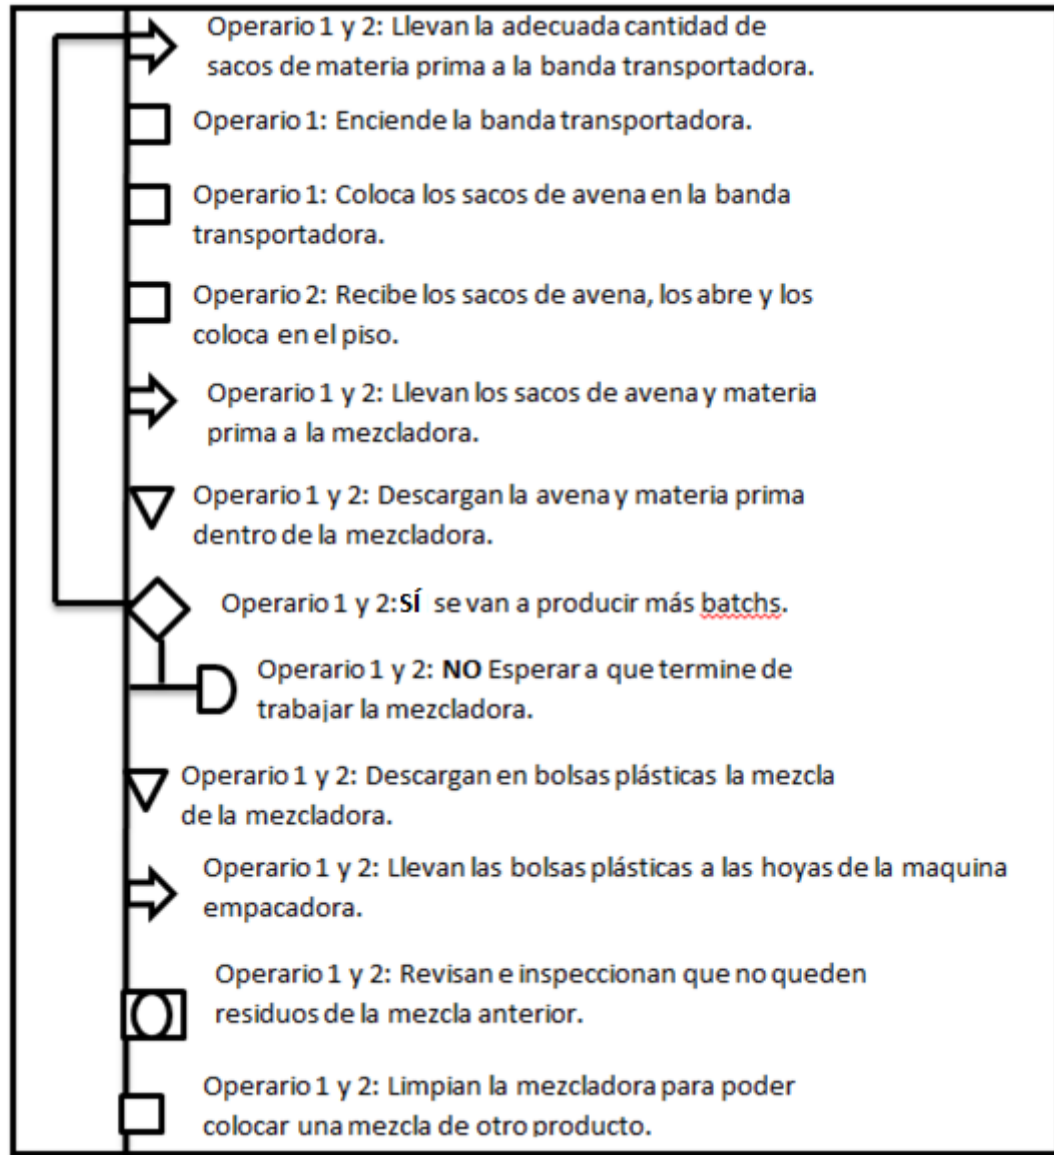 Operario 1 y 2: Llevan la adecuada cantidad de
sacos de materia prima a la banda transportadora.
Operario 1: Enciende la banda transportadora.
Operario 1: Coloca los sacos de avena en la banda
transportadora.
Operario 2: Recibe los sacos de avena, los abre y los
coloca en el piso.
Operario 1 y 2: Llevan los sacos de avena y materia
prima a la mezcladora.
Operario 1 y 2: Descargan la avena y materia prima
dentro de la mezcladora.
Operario 1 y 2: SÍ se van a producir más batchs.
Operario 1 y 2: NO Esperar a que termine de
trabajar la mezcladora.
Operario 1 y 2: Descargan en bolsas plásticas la mezcla
de la mezcladora.
Operario 1 y 2: Llevan las bolsas plásticas a las hoyas de la maquina
empacadora.
Operario 1 y 2: Revisan e inspeccionan que no queden
residuos de la mezcla anterior.
Operario 1 y 2: Limpian la mezcladora para poder
colocar una mezcla de otro producto.